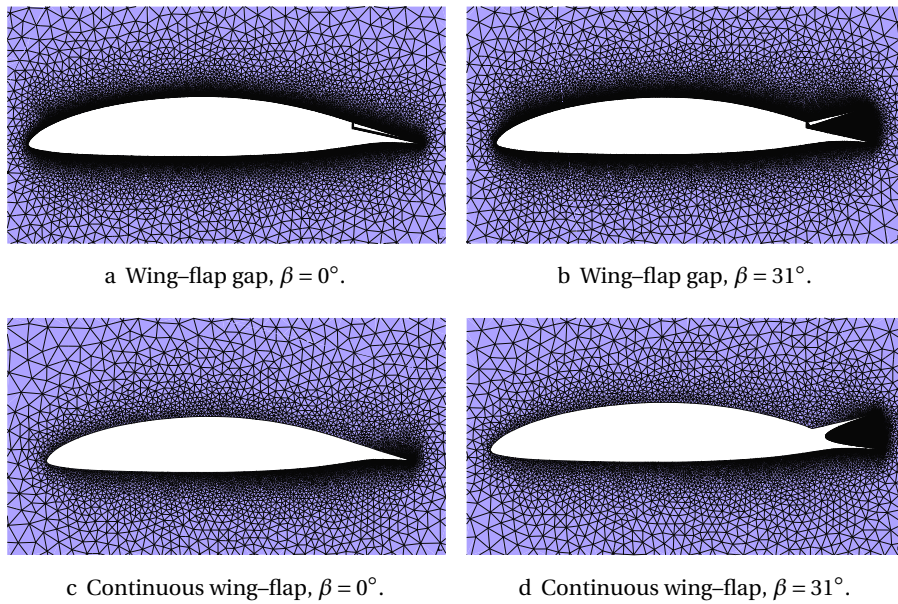 a Wing–flap gap, β = 0°.
b Wing–flap gap, β = 31°.
c Continuous wing–flap, β = 0°.
d Continuous wing–flap, β = 31°.